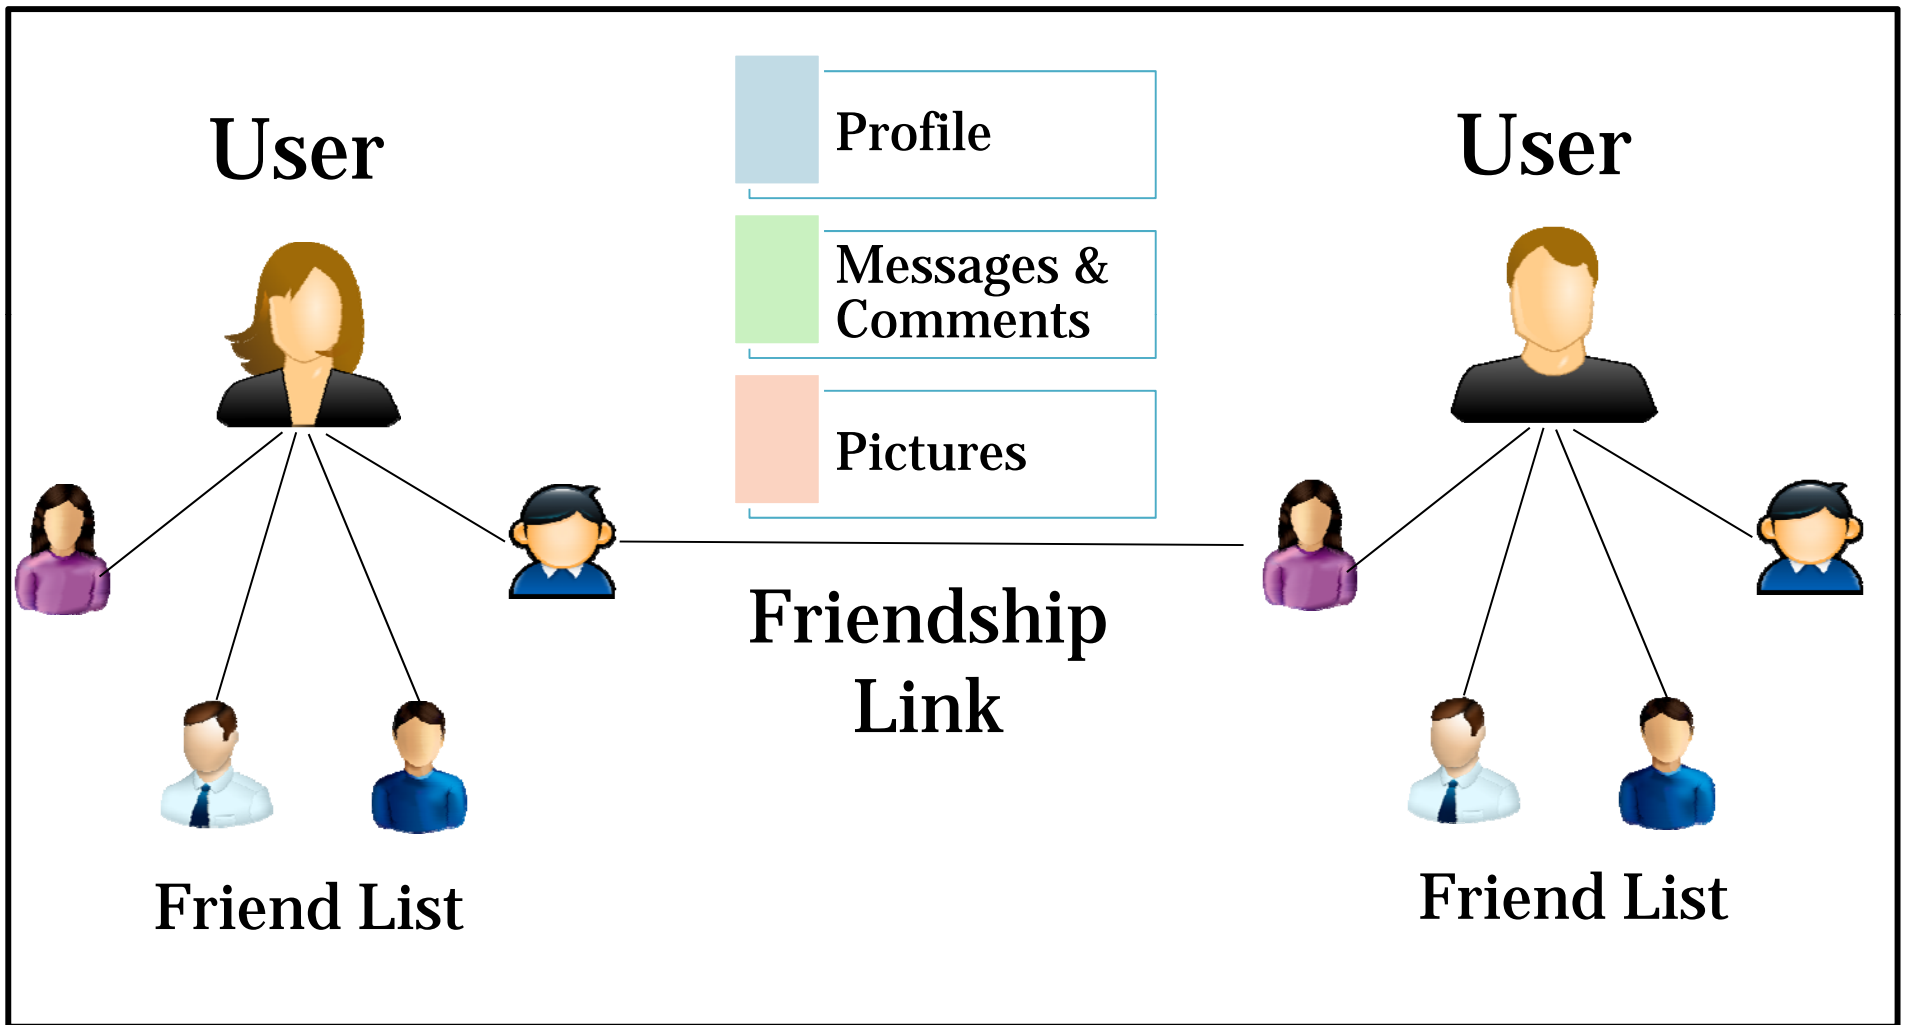 User
Profile
User
Messages &
Comments
Pictures
Friendship
Link
Friend List
Friend List